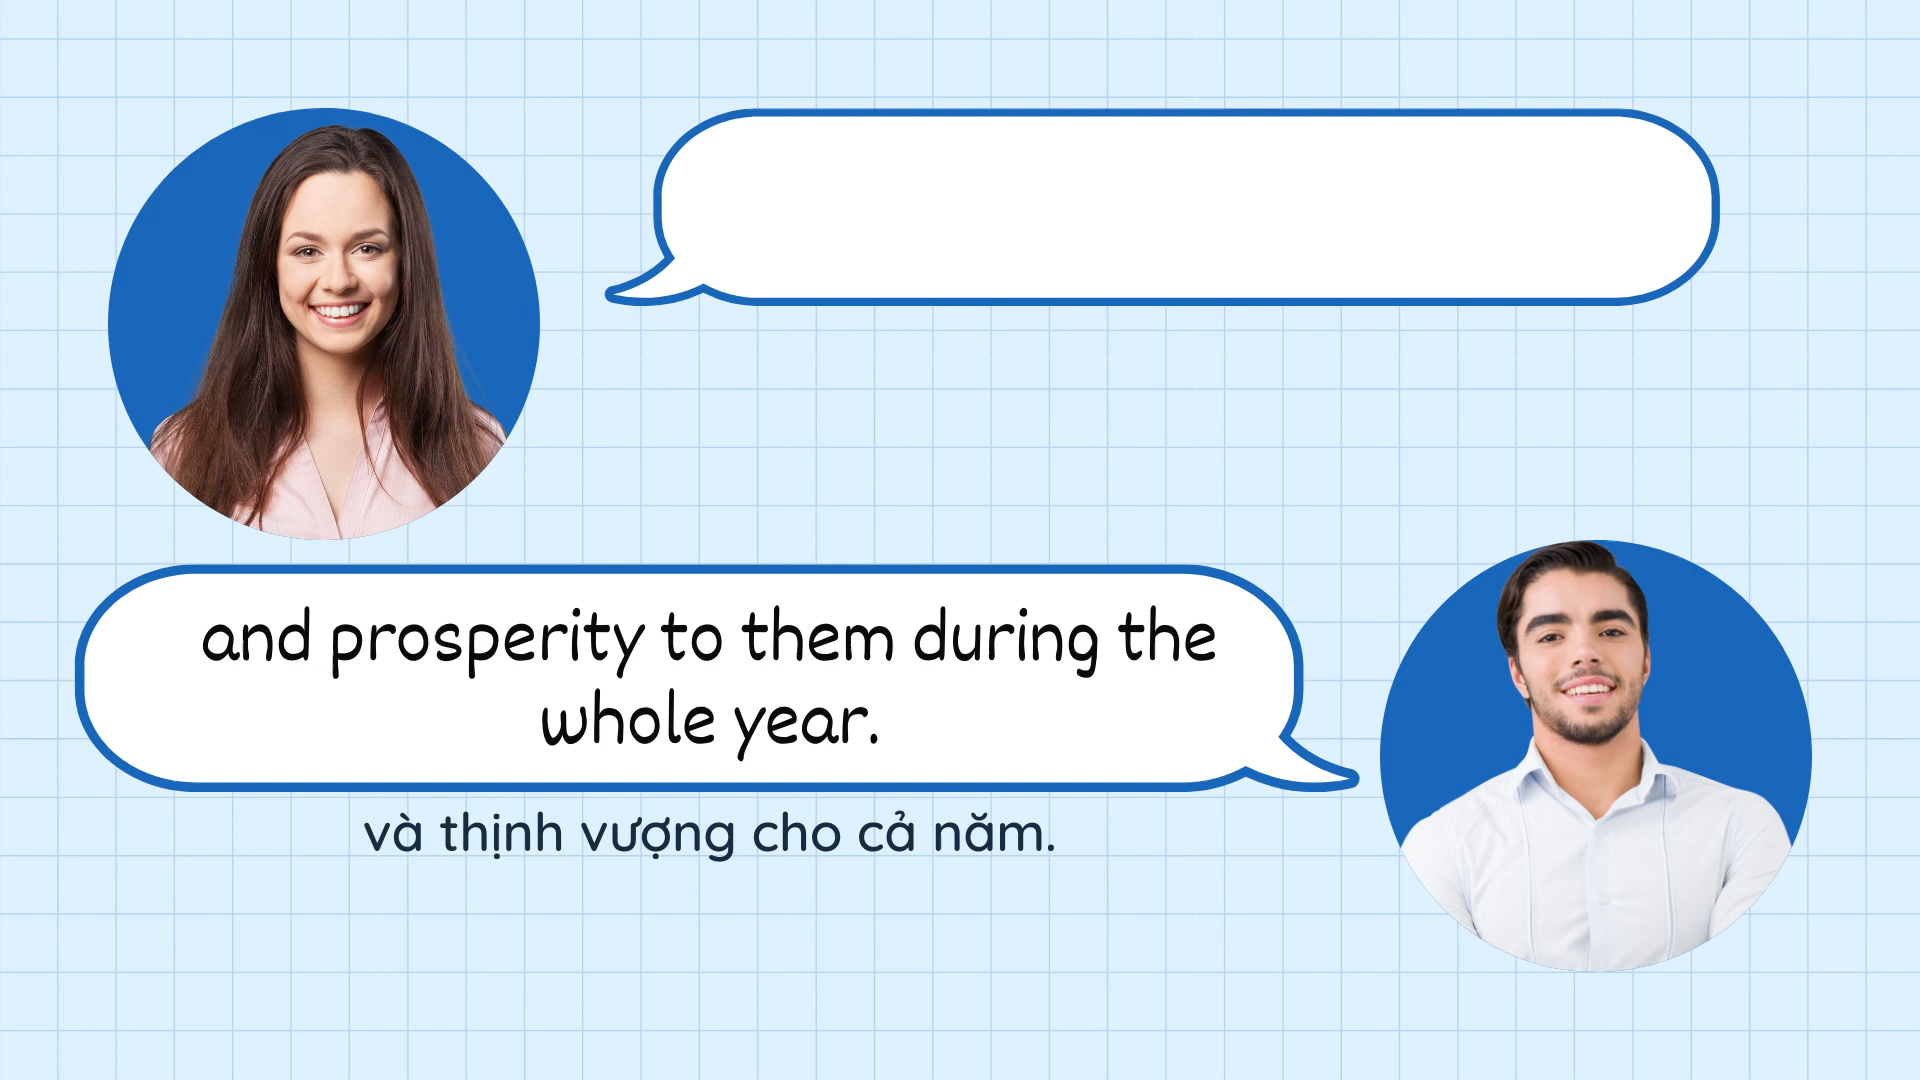 and prosperity to them during the
whole year.
và thịnh vượng cho cả năm.